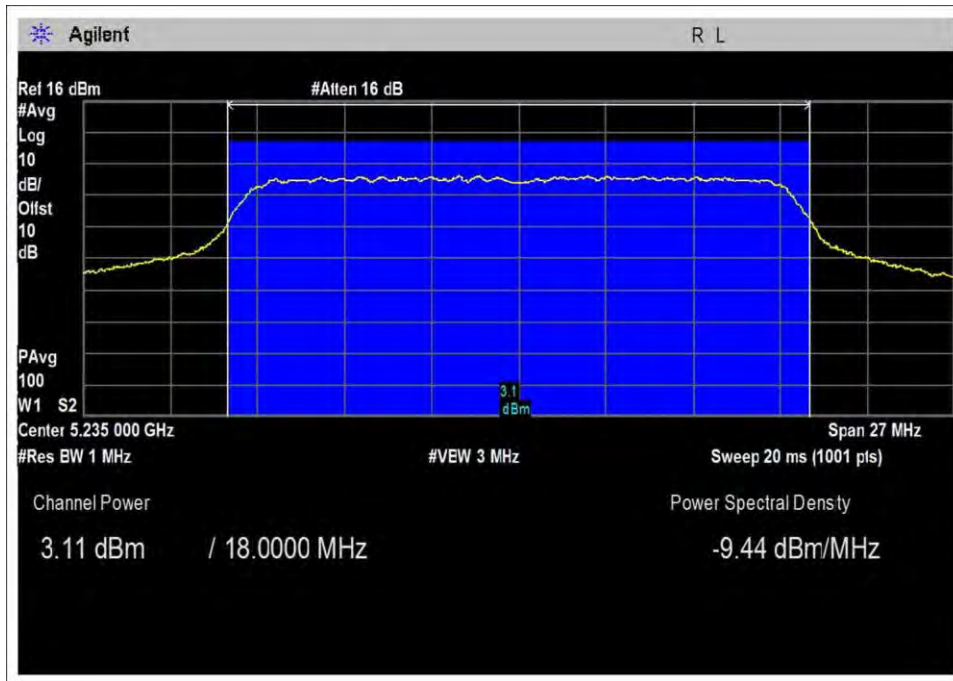 Agilent R L
Ref 16 dBm #Atten 16 dB
#Avg
Log
10
dB/
Offst
10
dB
PAvg
100
W1 S2
3.1
dBm
Center 5.235 000 GHz Span 27 MHz
#Res BW 1 MHz #VBW 3 MHz Sweep 20 ms (1001 pts)
Channel Power Power Spectral Density
3.11 dBm / 18.0000 MHz -9.44 dBm/MHz